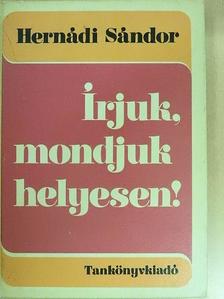 Hernádi Sándor
Írjuk,
mondjuk
helyesen!
Tankönyvkiadó